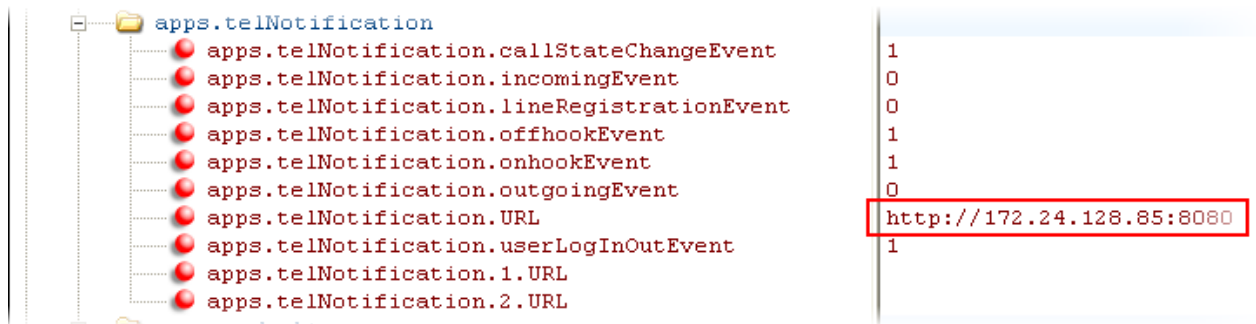 apps.telNotification
apps.telNotification.callStateChangeEvent 1
apps.telNotification.incomingEvent 0
apps.telNotification.lineRegistrationEvent 0
apps.telNotification.offhookEvent 1
apps.telNotification.onhookEvent 1
apps.telNotification.outgoingEvent 0
apps.telNotification.URL http://172.24.128.85:8080
apps.telNotification.userLogInOutEvent 1
apps.telNotification.1.URL
apps.telNotification.2.URL